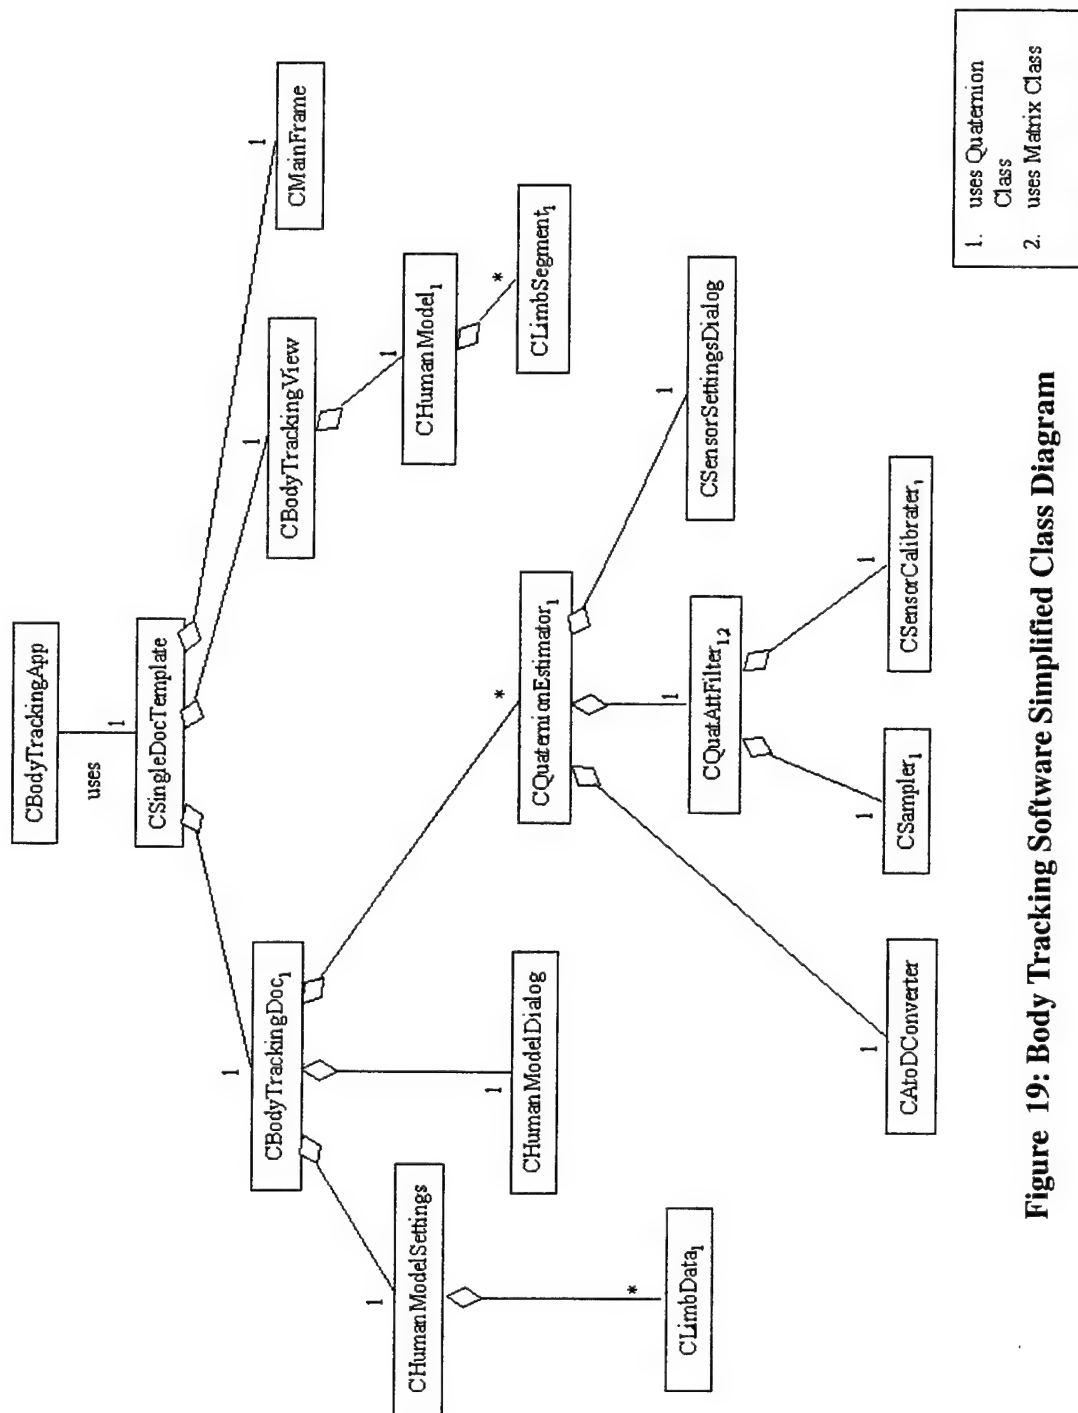 CBodyTrackingApp
uses
1
CSingleDocTemplate
1
1
1
CBodyTrackingDoc1
CBodyTrackingView
CMainFrame
1
1
*
1
CHumanModelSettings
CHumanModelDialog
CQuaternionEstimator1
CHumanModel1
*
*
CLimbData1
1
1
CLimbSegment1
CQuatAttFilter1,2
CSensorSettingsDialog
1
1
1
CAtoDConverter
CSampler1
CSensorCalibrater1
1. uses Quaternion
Class
2. uses Matrix Class
Figure 19: Body Tracking Software Simplified Class Diagram